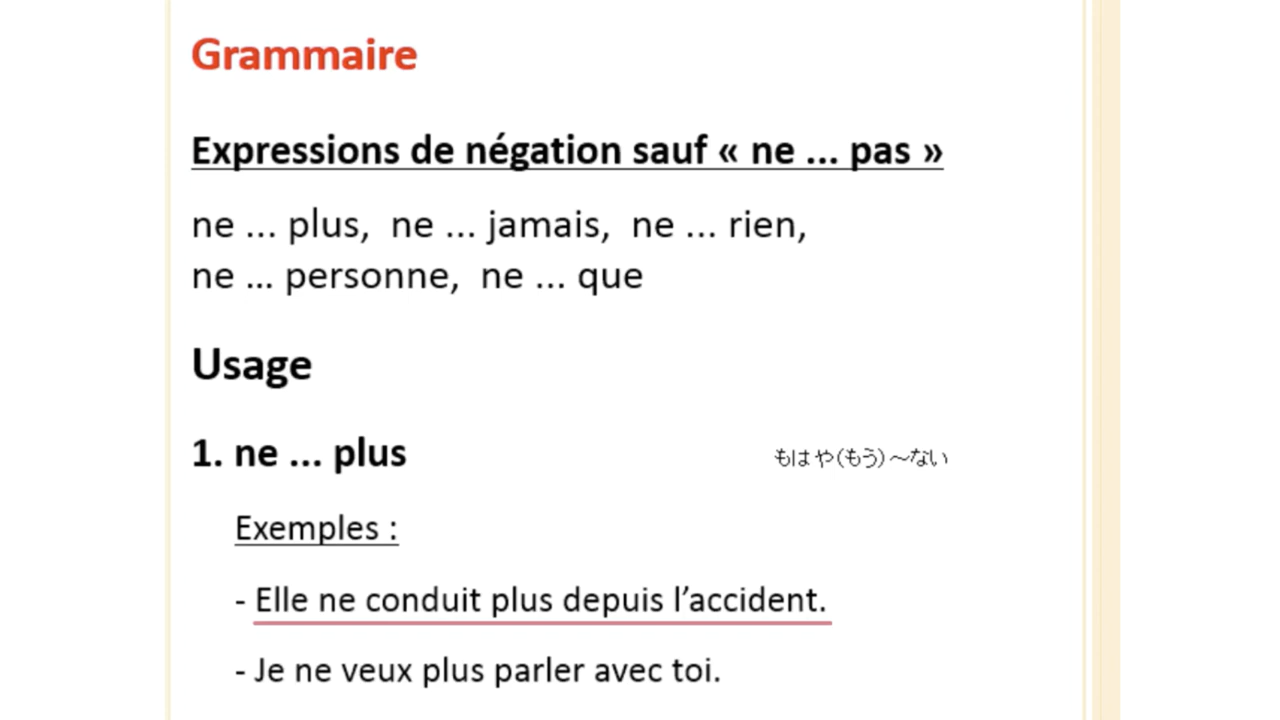 Grammaire
Expressions de négation sauf « ne ... pas »
ne ... plus, ne ... jamais, ne ... rien,
ne ... personne, ne ... que
Usage
1. ne ... plus もはや(もう)～ない
Exemples :
- Elle ne conduit plus depuis l’accident.
- Je ne veux plus parler avec toi.